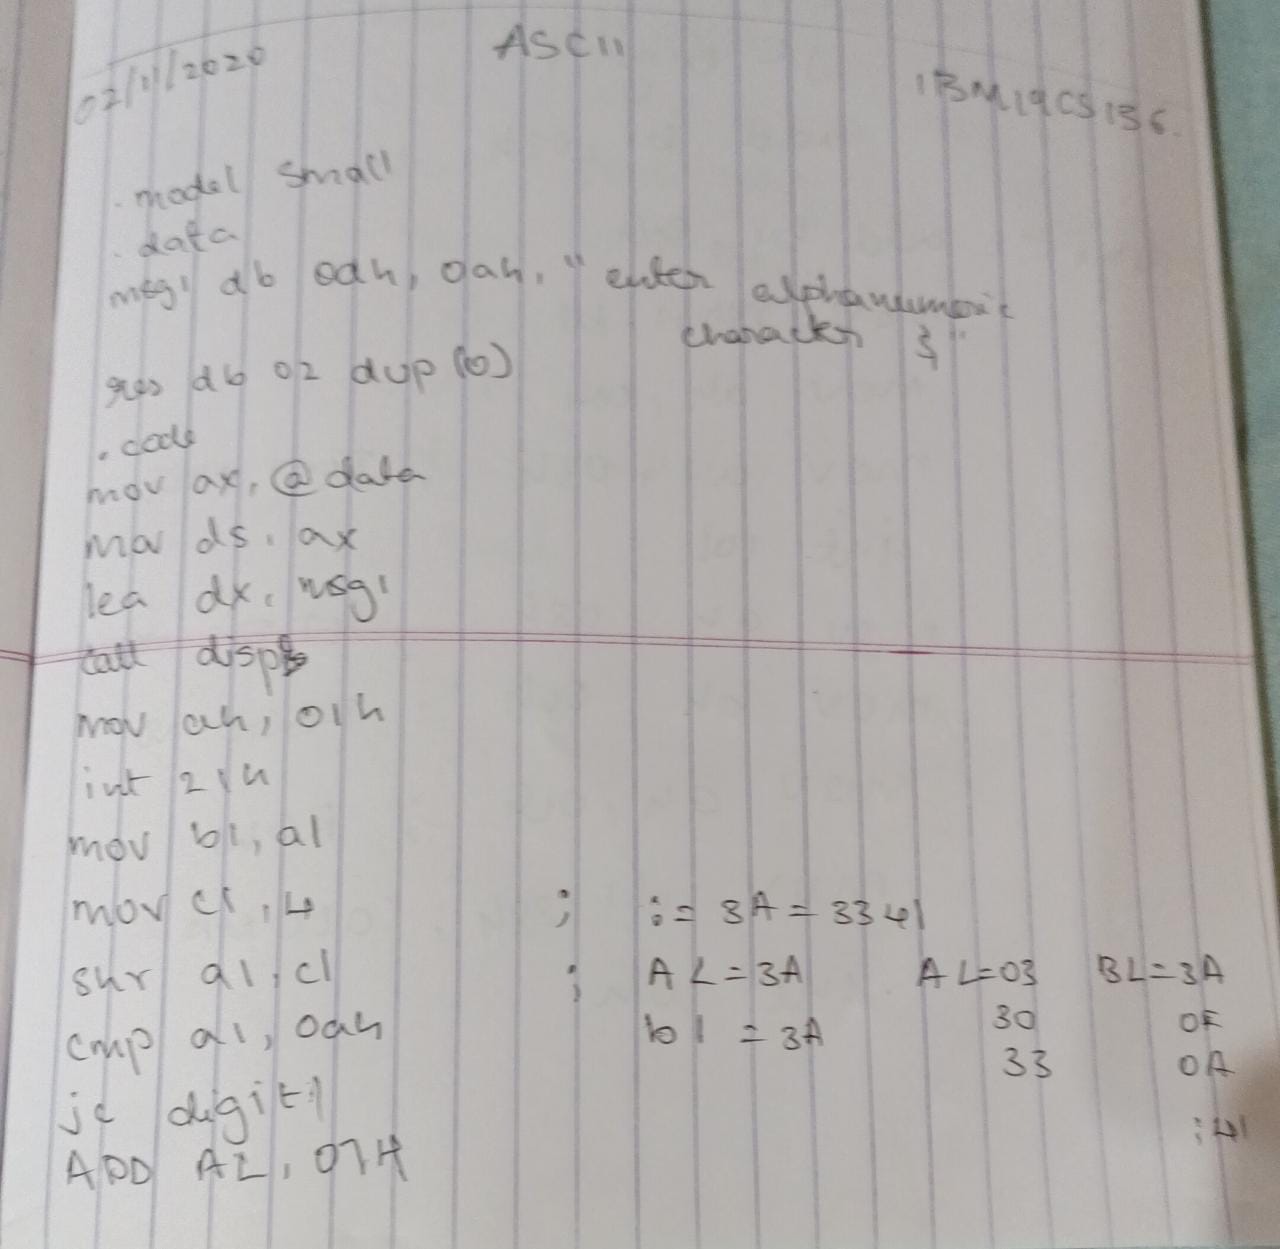 ASCII
02/11/2020
1BM19CS156.
.model small
.data
msg1 db 0dh, 0ah, "enter alphanumeric
character $"
res db 02 dup(0)
.code
mov ax, @data
mov ds, ax
lea dx, msg1
call disp
mov ah, 01h
int 21h
mov bl, al
mov cl, 4 ; := 3A = 3341
shr al, cl ; AL = 3A AL=03 BL=3A
cmp al, 0ah bl = 3A 30 0F
33 0A
jc digit1
:41
ADD AL, 07H